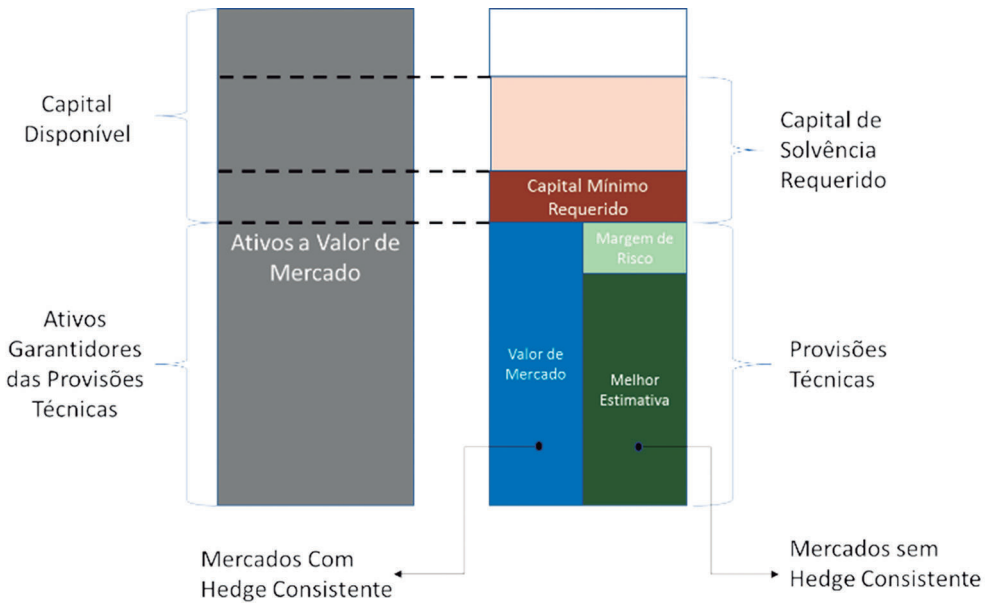 Capital
Disponível
Ativos
Garantidores
das Provisões
Técnicas
Ativos a Valor de
Mercado
Capital Mínimo
Requerido
Margem de
Risco
Valor de
Mercado
Melhor
Estimativa
Capital de
Solvência
Requerido
Provisões
Técnicas
Mercados Com
Hedge Consistente
Mercados sem
Hedge Consistente